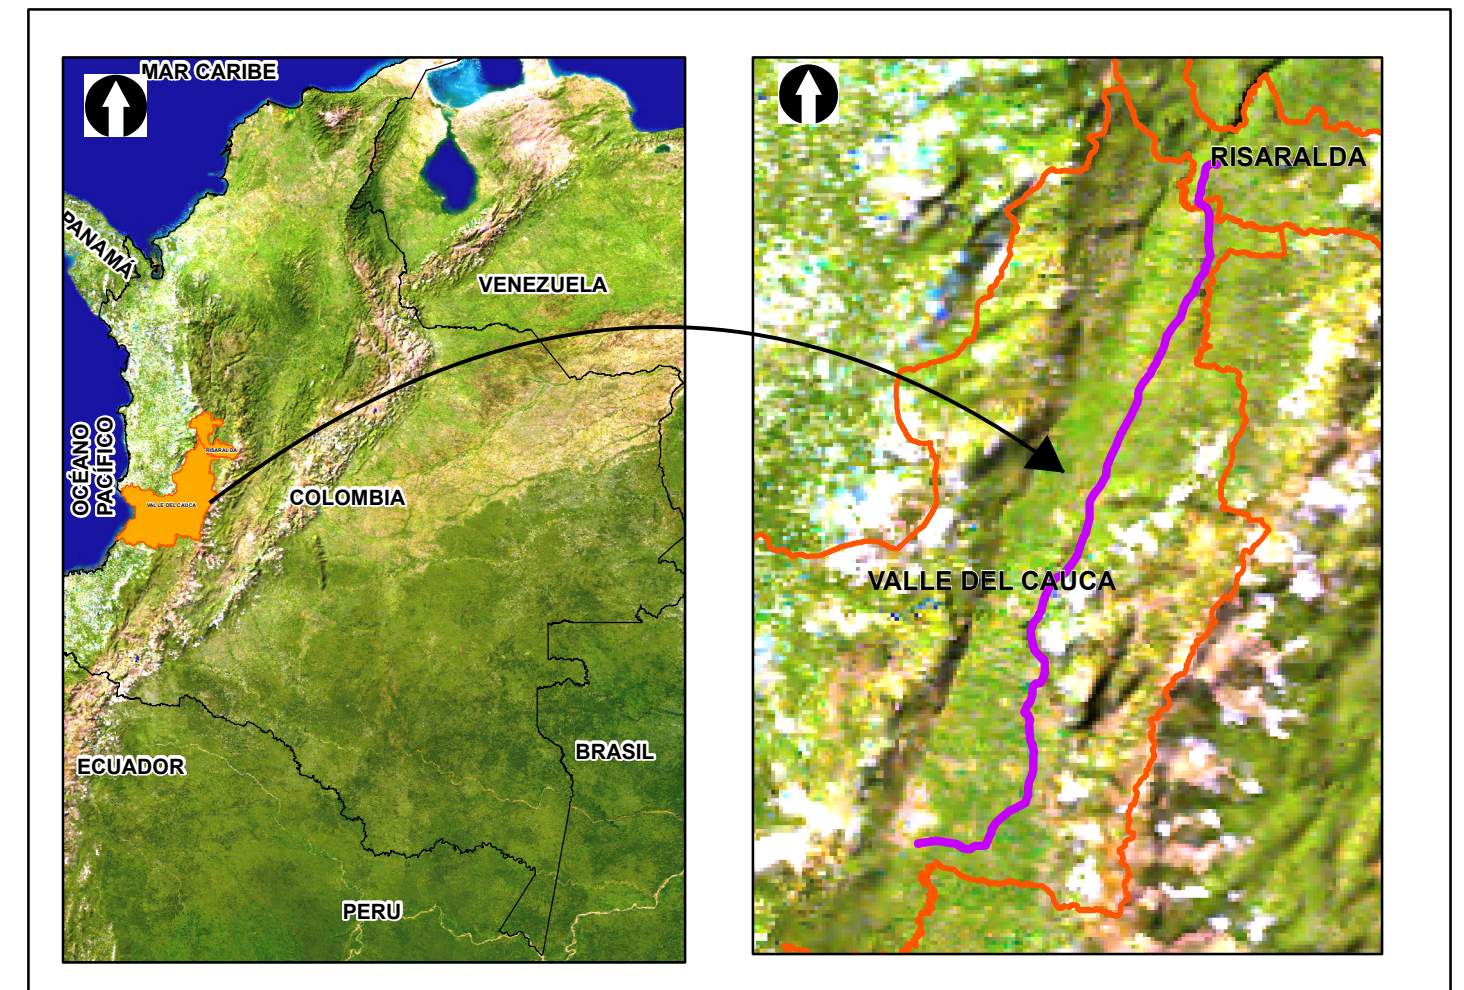 MAR CARIBE
PANAMÁ
VENEZUELA
OCÉANO
PACÍFICO
RISARALDA
VALLE DEL CAUCA
COLOMBIA
BRASIL
ECUADOR
PERU
RISARALDA
VALLE DEL CAUCA